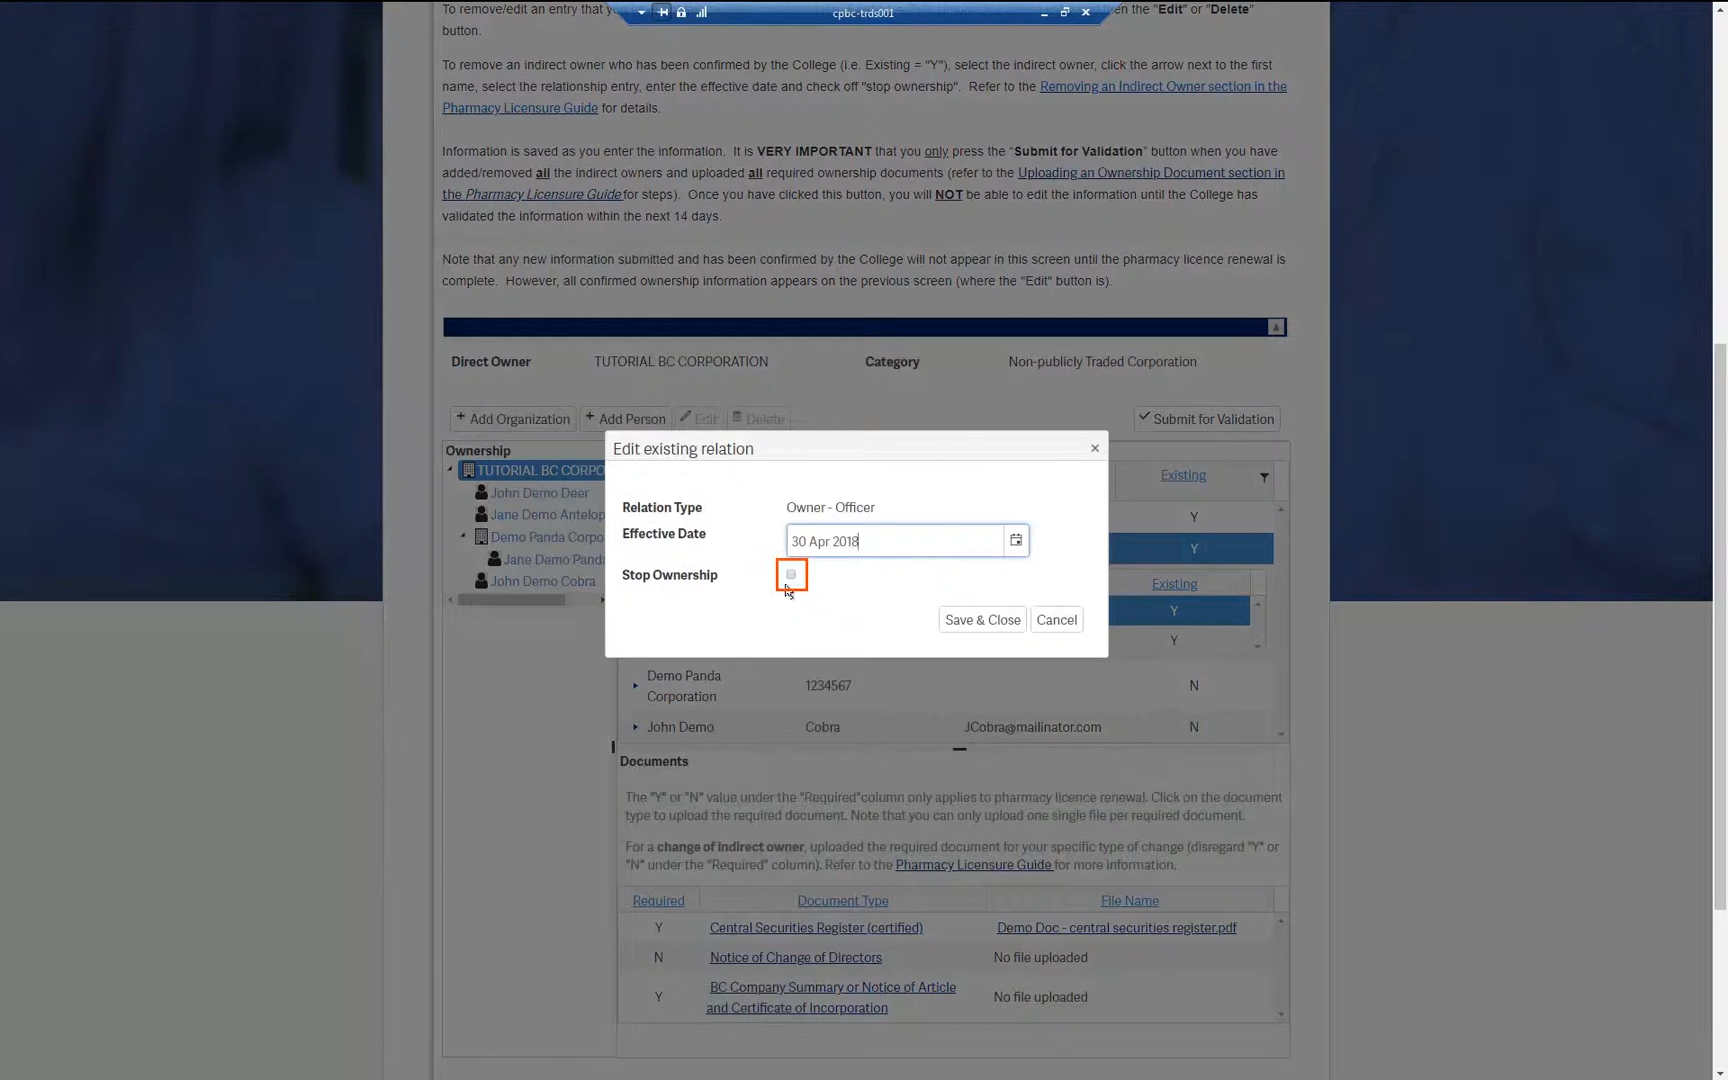 cpbc-trds001
To remove/edit an entry that you
then the "Edit" or "Delete"
button.
To remove an indirect owner who has been confirmed by the College (i.e. Existing = "Y"), select the indirect owner, click the arrow next to the first
name, select the relationship entry, enter the effective date and check off "stop ownership". Refer to the Removing an Indirect Owner section in the
Pharmacy Licensure Guide for details.
Information is saved as you enter the information. It is VERY IMPORTANT that you only press the "Submit for Validation" button when you have
added/removed all the indirect owners and uploaded all required ownership documents (refer to the Uploading an Ownership Document section in
the Pharmacy Licensure Guide for steps). Once you have clicked this button, you will NOT be able to edit the information until the College has
validated the information within the next 14 days.
Note that any new information submitted and has been confirmed by the College will not appear in this screen until the pharmacy licence renewal is
complete. However, all confirmed ownership information appears on the previous screen (where the "Edit" button is).
Direct Owner TUTORIAL BC CORPORATION Category Non-publicly Traded Corporation
+ Add Organization + Add Person Edit Delete Submit for Validation
Ownership
TUTORIAL BC CORPO
John Demo Deer
Jane Demo Antelop
Demo Panda Corpo
Jane Demo Panda
John Demo Cobra
Edit existing relation
Relation Type Owner - Officer
Effective Date 30 Apr 2018
Stop Ownership
Save & Close Cancel
Existing
Y
Y
Existing
Y
Y
Demo Panda
Corporation 1234567 N
John Demo Cobra JCobra@mailinator.com N
Documents
The "Y" or "N" value under the "Required"column only applies to pharmacy licence renewal. Click on the document
type to upload the required document. Note that you can only upload one single file per required document.
For a change of indirect owner, uploaded the required document for your specific type of change (disregard "Y" or
"N" under the "Required" column). Refer to the Pharmacy Licensure Guide for more information.
Required Document Type File Name
Y Central Securities Register (certified) Demo Doc - central securities register.pdf
N Notice of Change of Directors No file uploaded
Y BC Company Summary or Notice of Article
and Certificate of Incorporation No file uploaded